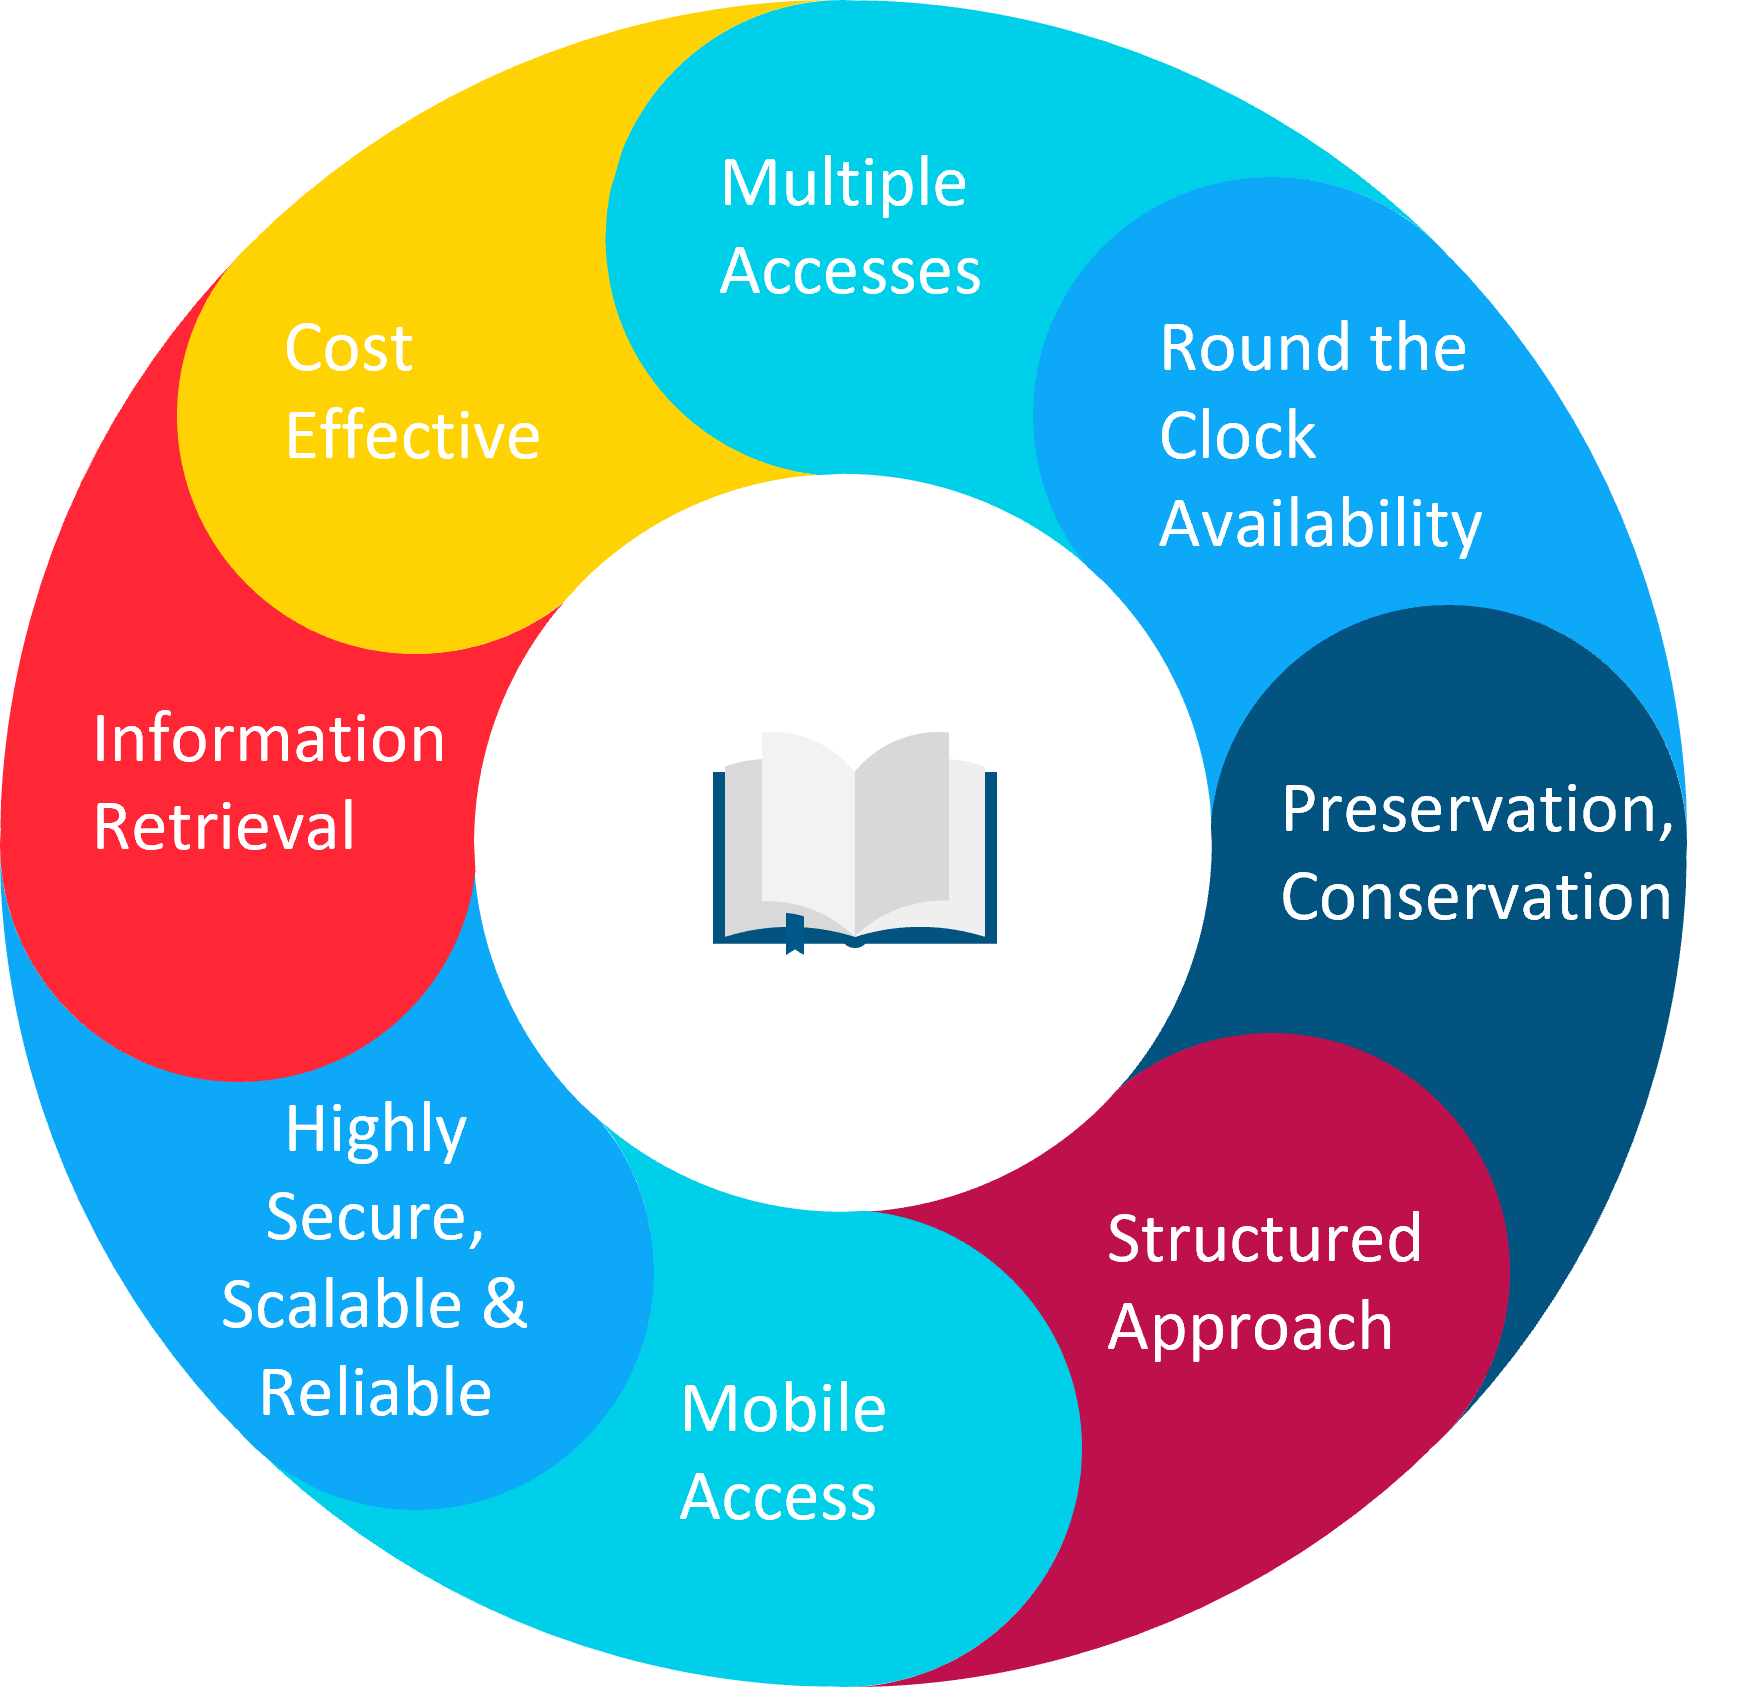 Multiple
Accesses
Round the
Clock
Availability
Preservation,
Conservation
Structured
Approach
Mobile
Access
Highly
Secure,
Scalable &
Reliable
Information
Retrieval
Cost
Effective